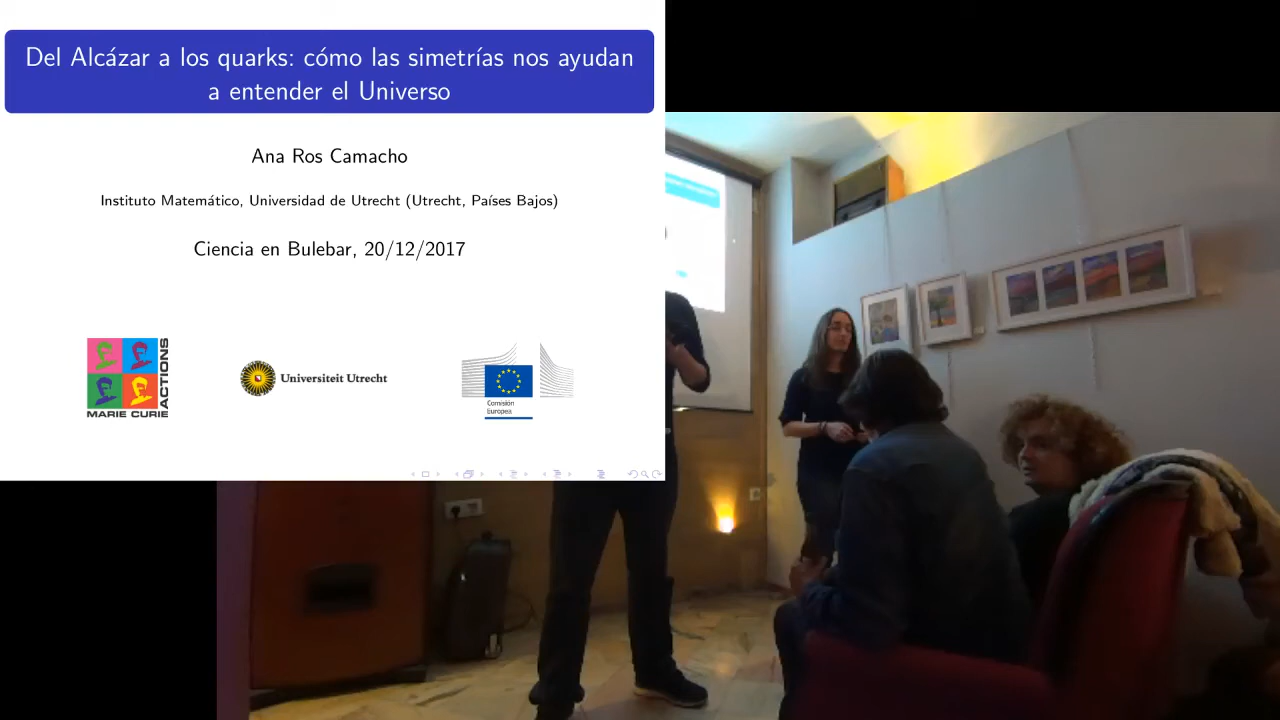 Del Alcázar a los quarks: cómo las simetrías nos ayudan
a entender el Universo
Ana Ros Camacho
Instituto Matemático, Universidad de Utrecht (Utrecht, Países Bajos)
Ciencia en Bulebar, 20/12/2017
MARIE CURIE
ACTIONS
Universiteit Utrecht
Comisión
Europea